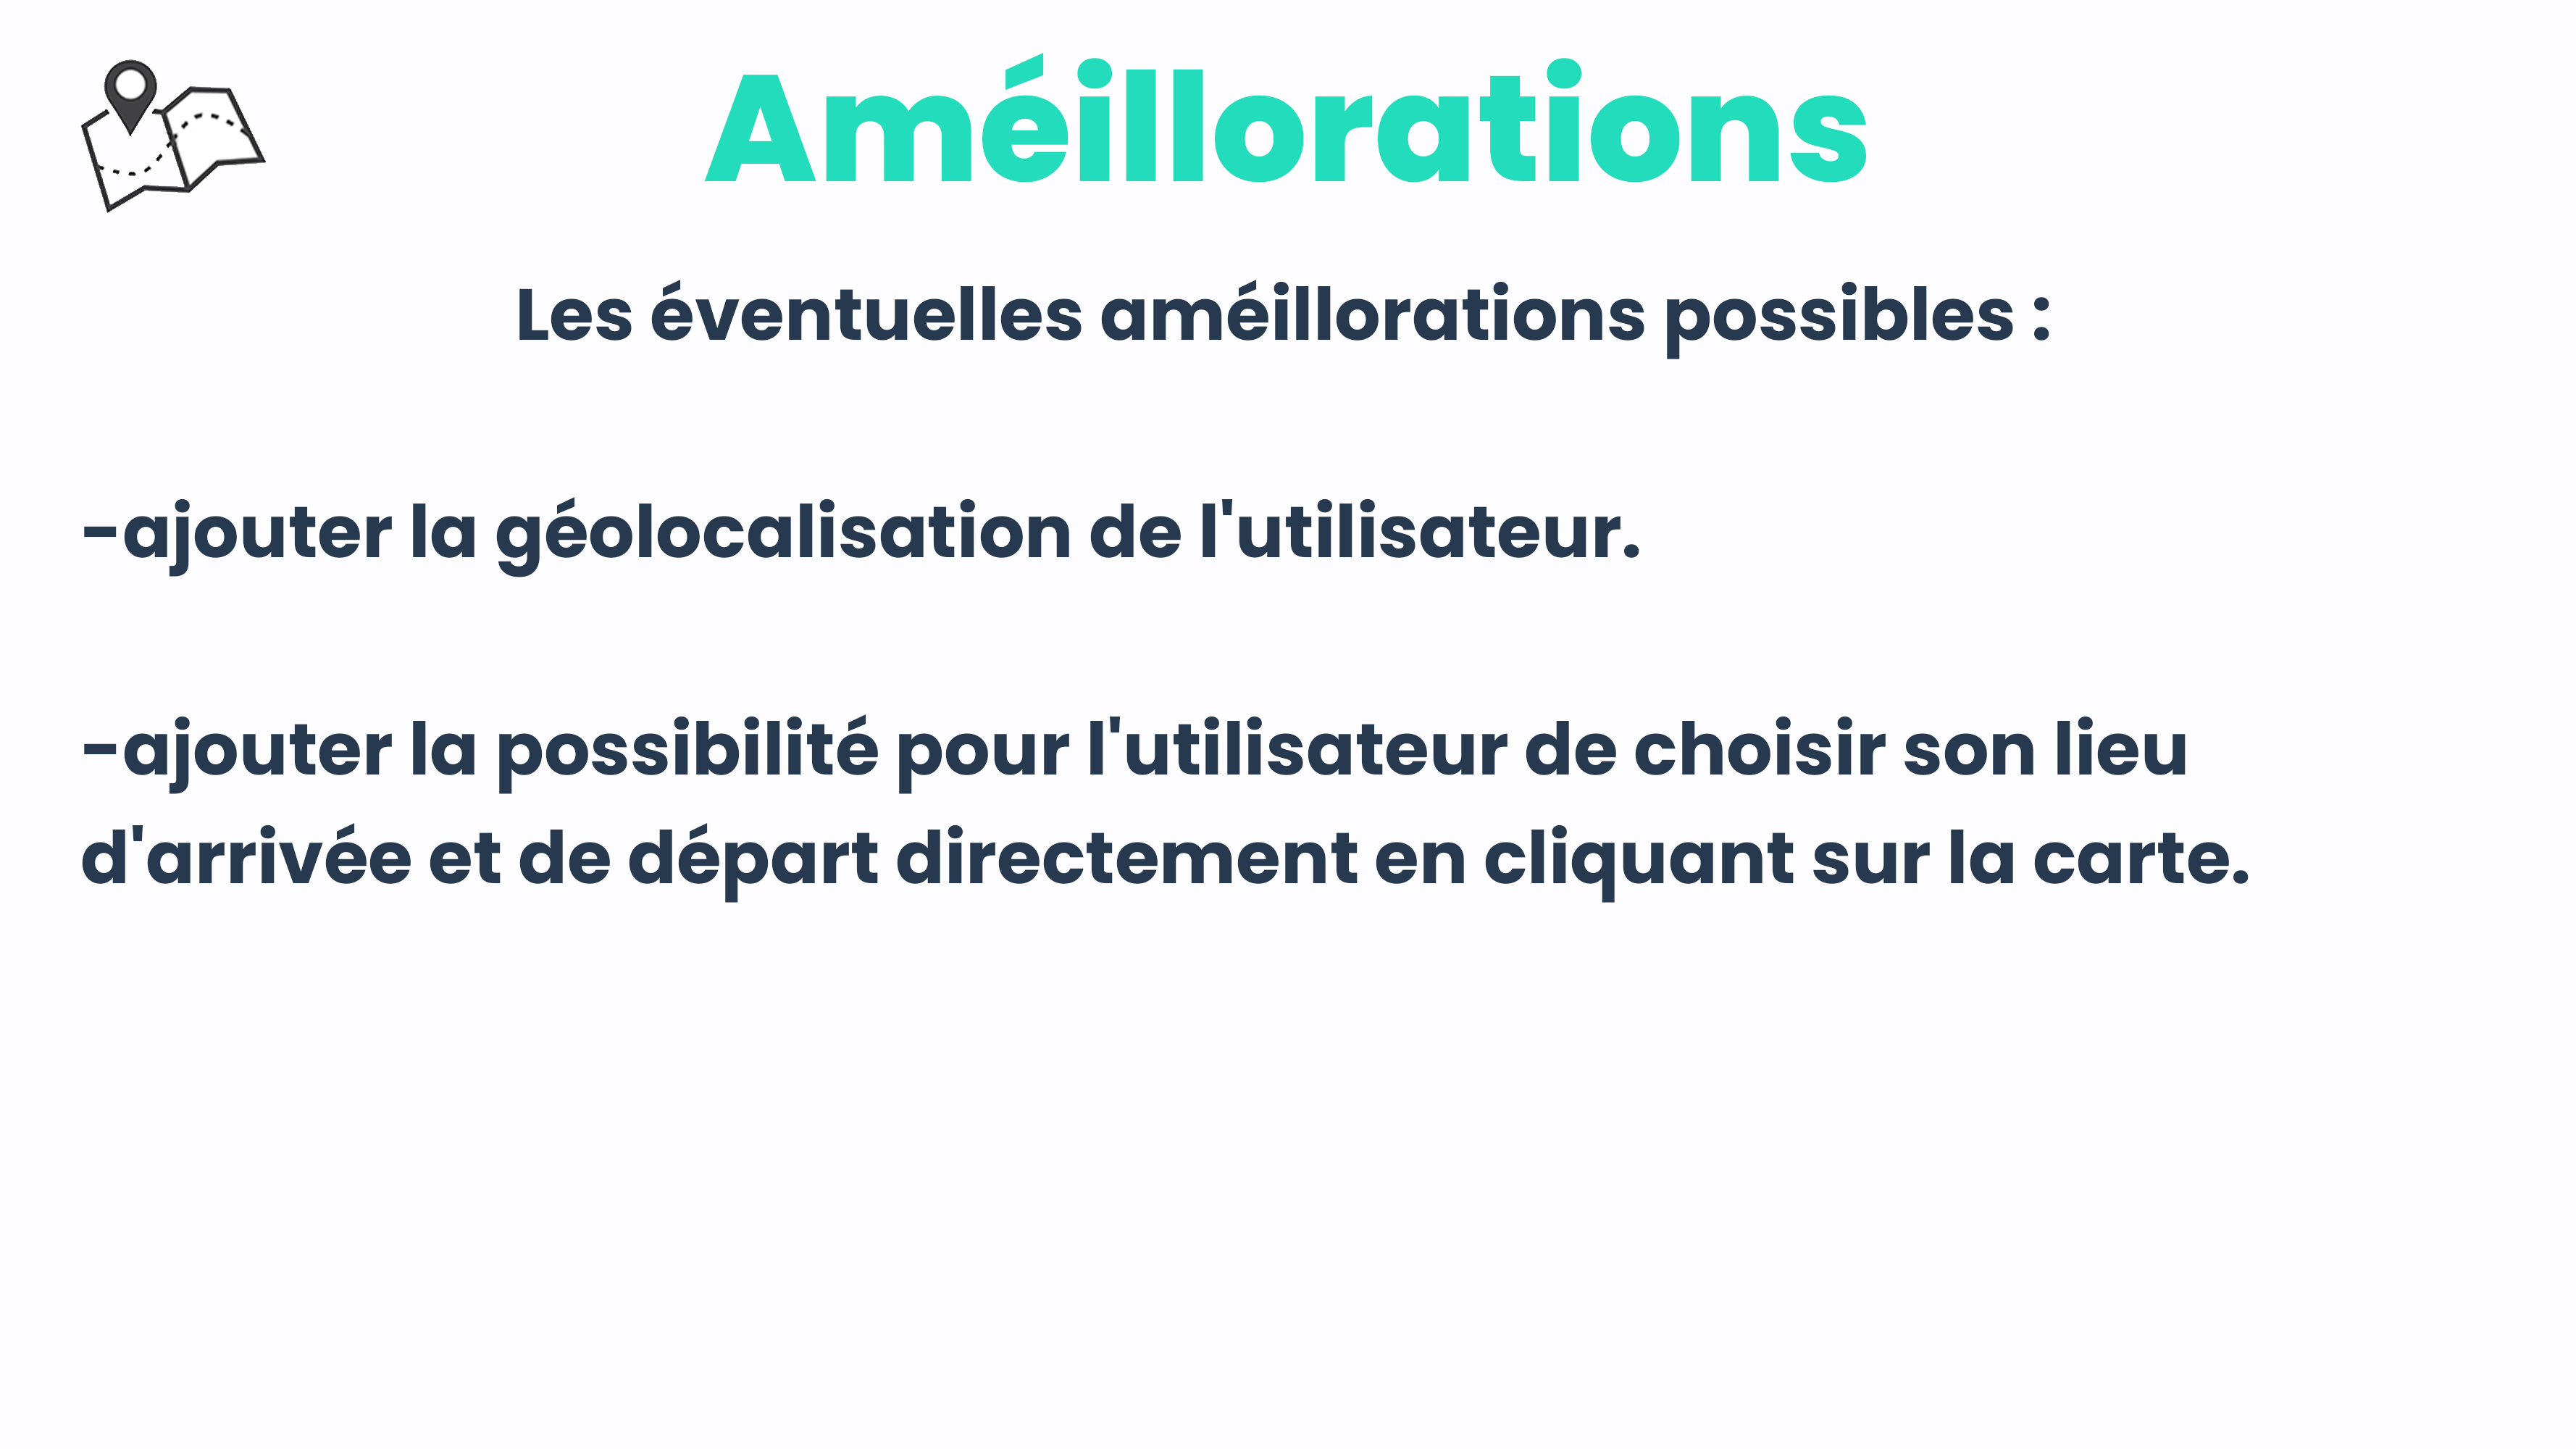 Améillorations
Les éventuelles améillorations possibles :
-ajouter la géolocalisation de l'utilisateur.
-ajouter la possibilité pour l'utilisateur de choisir son lieu
d'arrivée et de départ directement en cliquant sur la carte.